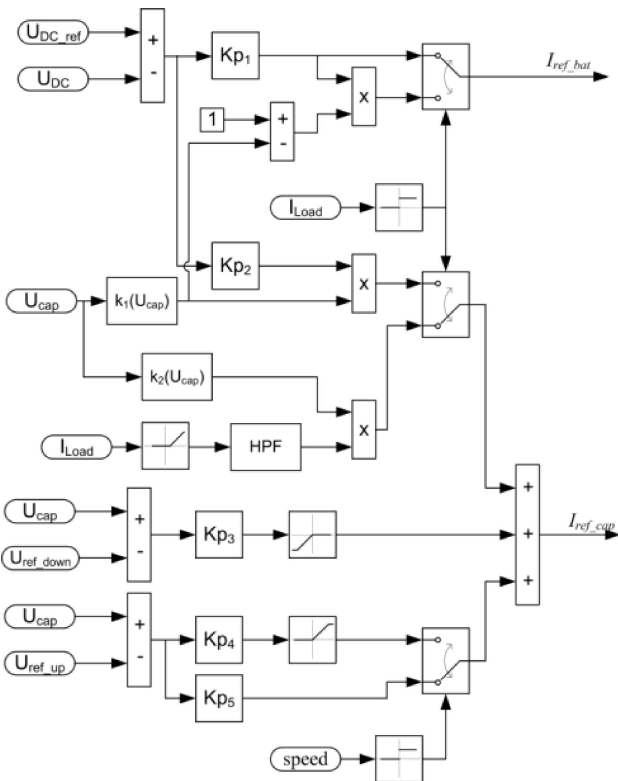 U_DC_ref
+
-
U_DC
Kp₁
x
I_ref_bat
1
+
-
I_Load
Kp₂
x
U_cap
k₁(U_cap)
k₂(U_cap)
x
I_Load
HPF
U_cap
+
-
U_ref_down
Kp₃
+
+
+
I_ref_cap
U_cap
+
-
U_ref_up
Kp₄
Kp₅
speed